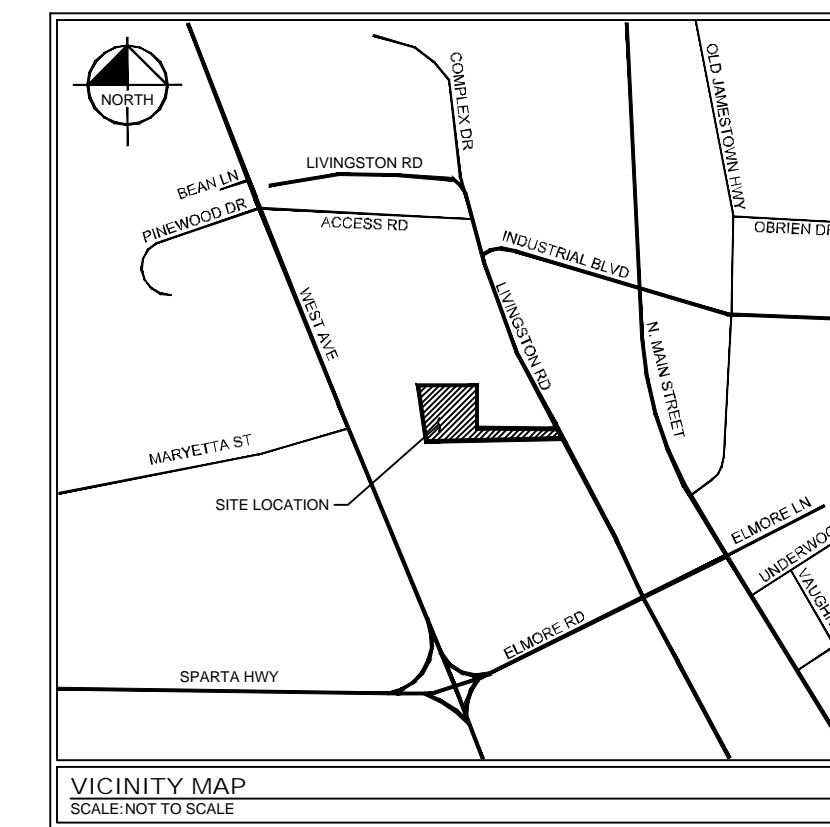 NORTH
COMPLEX DR
OLD JAMESTOWN HWY
LIVINGSTON RD
BEAN LN
PINEWOOD DR
ACCESS RD
OBRIEN DR
INDUSTRIAL BLVD
WEST AVE
LIVINGSTON RD
N. MAIN STREET
MARYETTA ST
SITE LOCATION
ELMORE LN
UNDERWOO
VAUGHN
ELMORE RD
SPARTA HWY
VICINITY MAP
SCALE: NOT TO SCALE